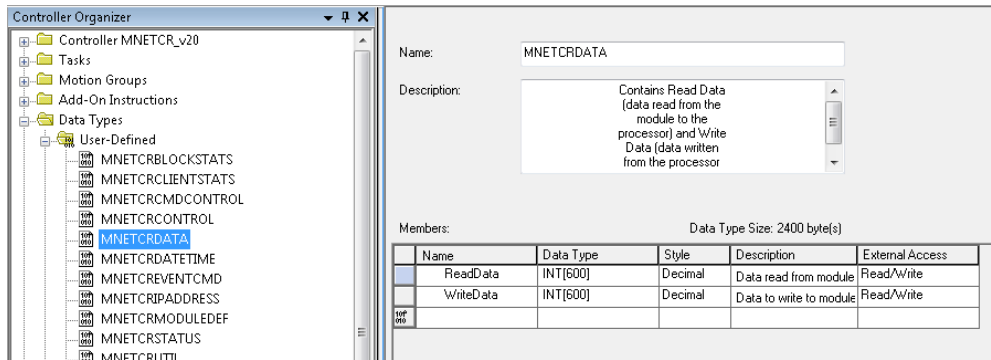 Controller Organizer
Controller MNETCR_v20
Tasks
Motion Groups
Add-On Instructions
Data Types
User-Defined
MNETCRBLOCKSTATS
MNETCRCLIENTSTATS
MNETCRCMDCONTROL
MNETCRCONTROL
MNETCRDATA
MNETCRDATETIME
MNETCREVENTCMD
MNETCRIPADDRESS
MNETCRMODULEDEF
MNETCRSTATUS
MNETCRUTIL
Name: MNETCRDATA
Description: Contains Read Data
(data read from the
module to the
processor) and Write
Data (data written
from the processor
Members: Data Type Size: 2400 byte(s)
Name Data Type Style Description External Access
ReadData INT[600] Decimal Data read from module Read/Write
WriteData INT[600] Decimal Data to write to module Read/Write